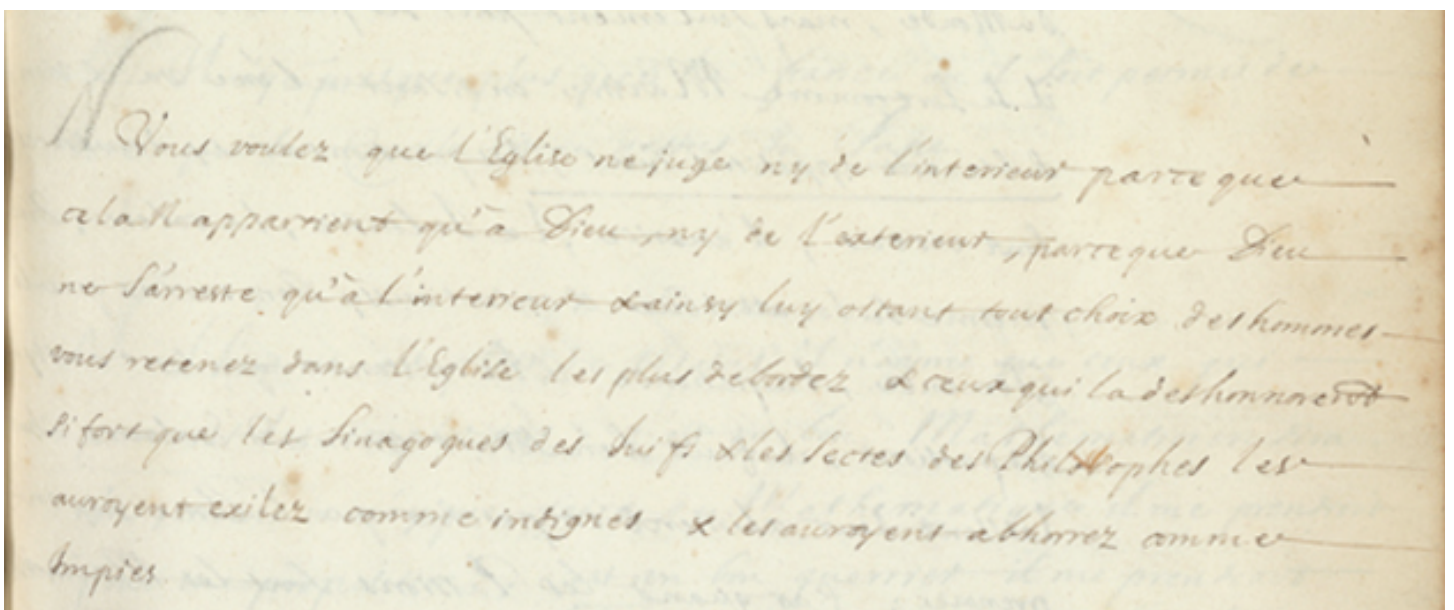 Vous voulez que l'Eglise ne juge ny de l'interieur parce que
cela N appartient qu'à Dieu, ny de l'exterieur, parce que Dieu
ne s'arreste qu'à l'interieur & ainsy luy ostant tout choix des hommes
vous retenez dans l'Eglise les plus debordez & ceux qui la deshonnorent
si fort que les Sinagogues des Juifs & les sectes des Philosophes les
auroyent exilez comme indignes & les auroyent abhorrez comme
Impies